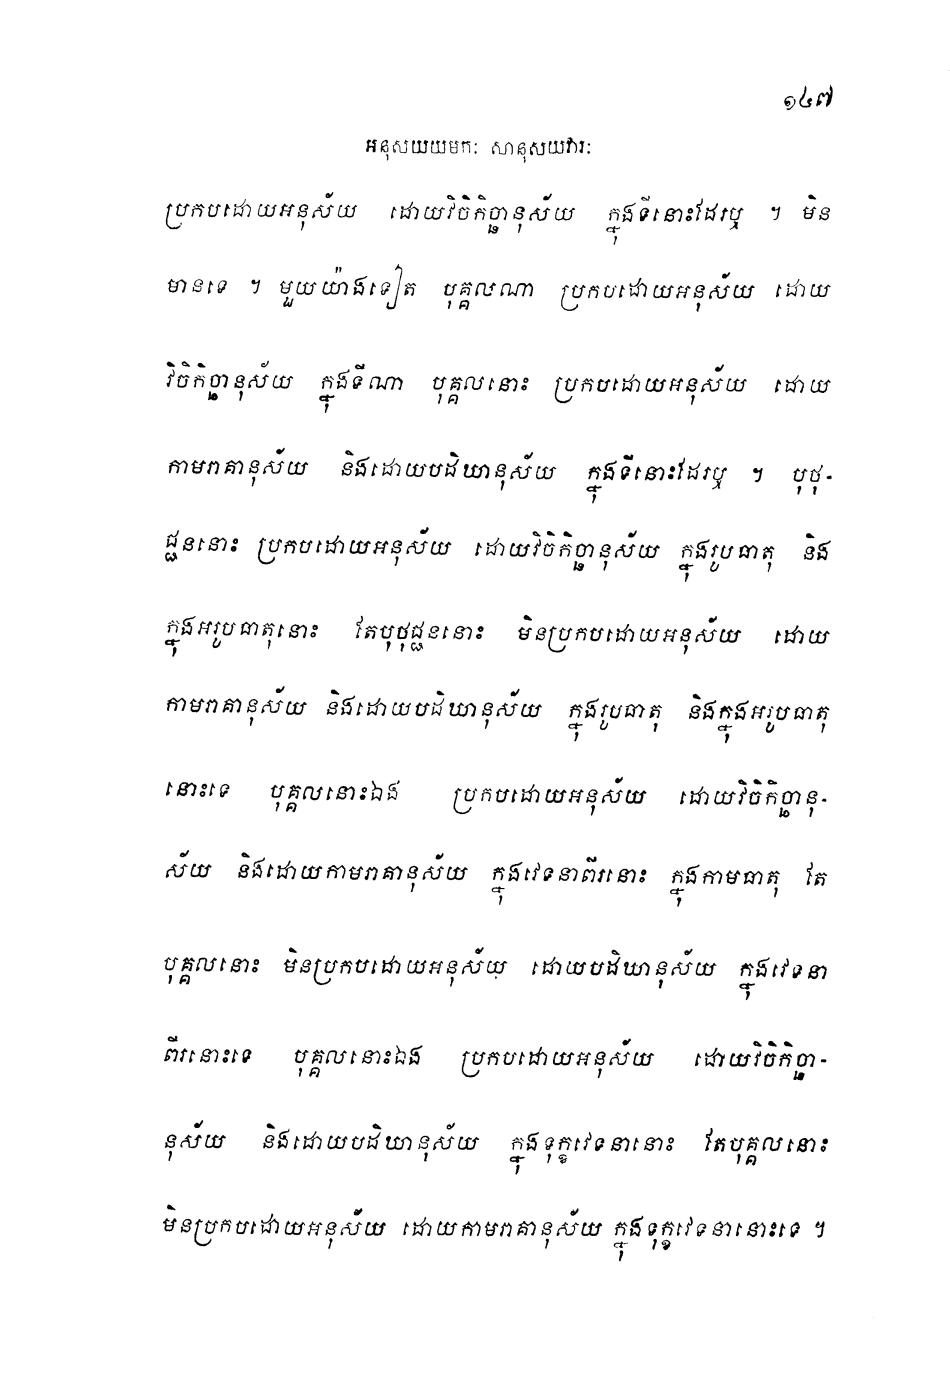 ១៤៧
អនុសយយមកៈ សានុសយវារៈ
ប្រកបដោយអនុស័យ ដោយវិចិកិច្ឆានុស័យ ក្នុងទីនោះដែរឬ ។ មិន
មានទេ ។ មួយយ៉ាងទៀត បុគ្គលណា ប្រកបដោយអនុស័យ ដោយ
វិចិកិច្ឆានុស័យ ក្នុងទីណា បុគ្គលនោះ ប្រកបដោយអនុស័យ ដោយ
កាមរាគានុស័យ និងដោយបដិឃានុស័យ ក្នុងទីនោះដែរឬ ។ បុថុ-
ជ្ជននោះ ប្រកបដោយអនុស័យ ដោយវិចិកិច្ឆានុស័យ ក្នុងរូបធាតុ និង
ក្នុងអរូបធាតុនោះ តែបុថុជ្ជននោះ មិនប្រកបដោយអនុស័យ ដោយ
កាមរាគានុស័យ និងដោយបដិឃានុស័យ ក្នុងរូបធាតុ និងក្នុងអរូបធាតុ
នោះទេ បុគ្គលនោះឯង ប្រកបដោយអនុស័យ ដោយវិចិកិច្ឆានុ-
ស័យ និងដោយកាមរាគានុស័យ ក្នុងវេទនាពីរនោះ ក្នុងកាមធាតុ តែ
បុគ្គលនោះ មិនប្រកបដោយអនុស័យ ដោយបដិឃានុស័យ ក្នុងវេទនា
ពីរនោះទេ បុគ្គលនោះឯង ប្រកបដោយអនុស័យ ដោយវិចិកិច្ឆា-
នុស័យ និងដោយបដិឃានុស័យ ក្នុងទុក្ខវេទនានោះ តែបុគ្គលនោះ
មិនប្រកបដោយអនុស័យ ដោយកាមរាគានុស័យ ក្នុងទុក្ខវេទនានោះទេ ។